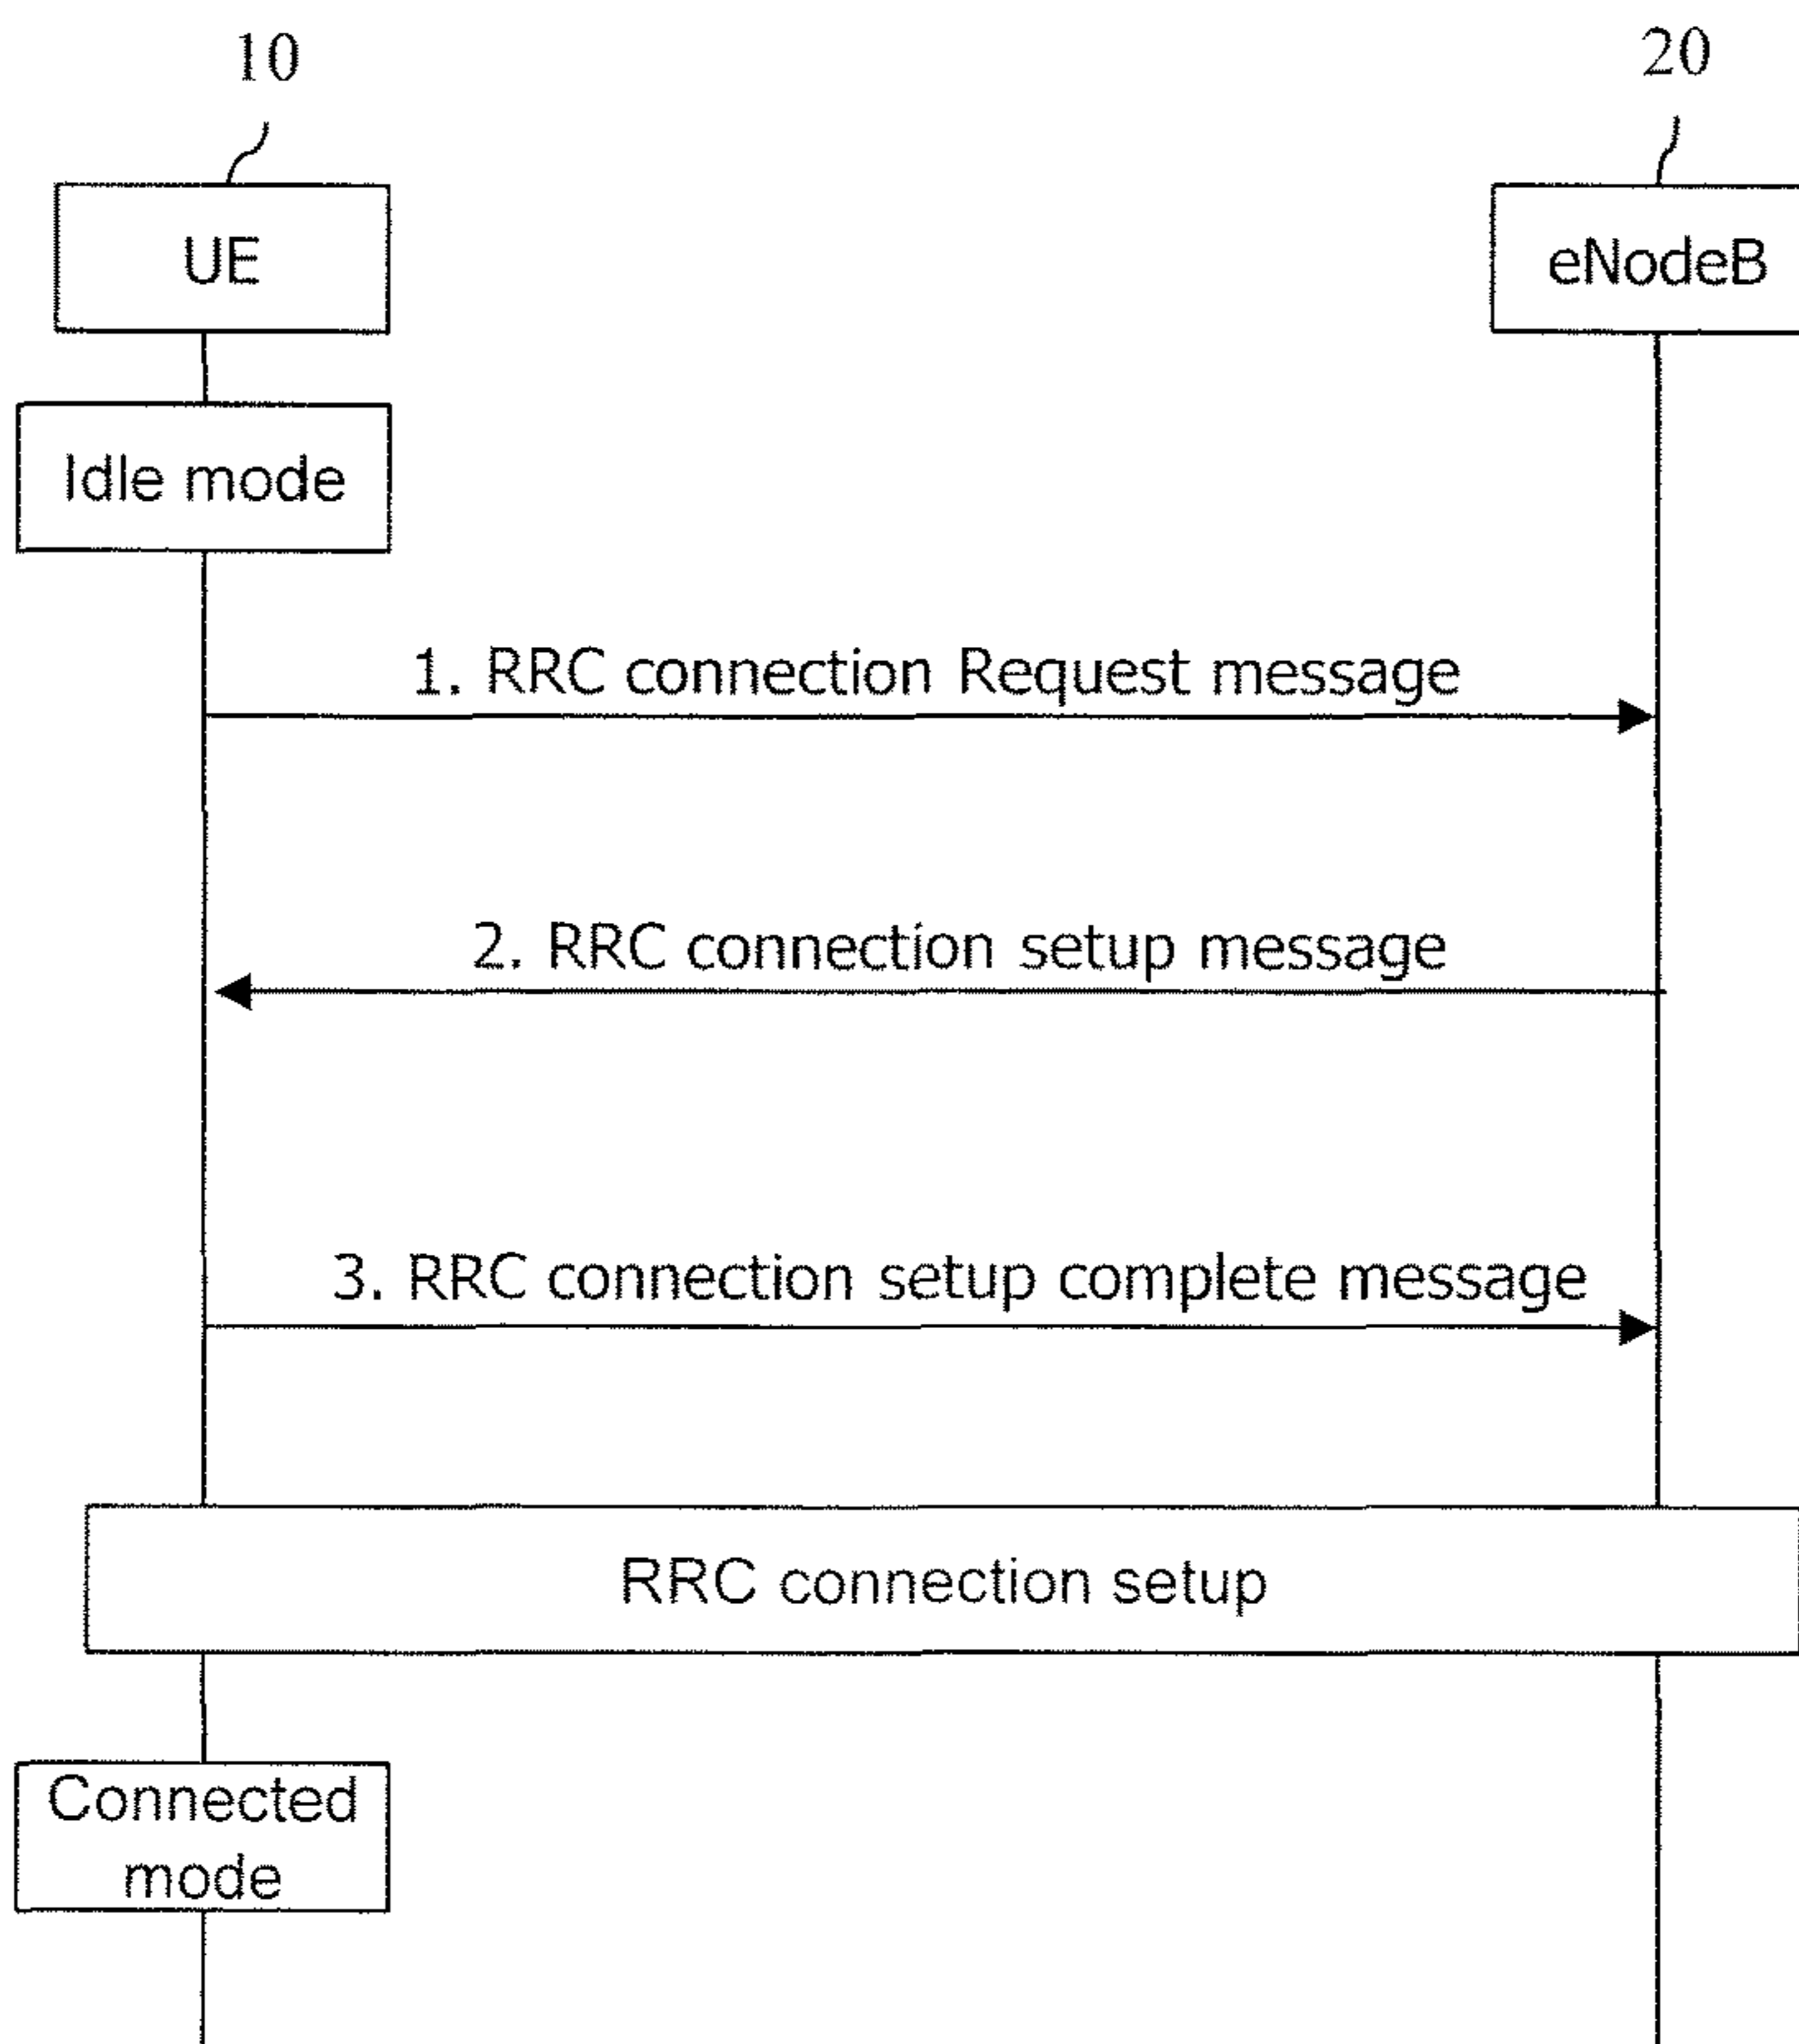 10
20
UE
eNodeB
Idle mode
1. RRC connection Request message
2. RRC connection setup message
3. RRC connection setup complete message
RRC connection setup
Connected
mode